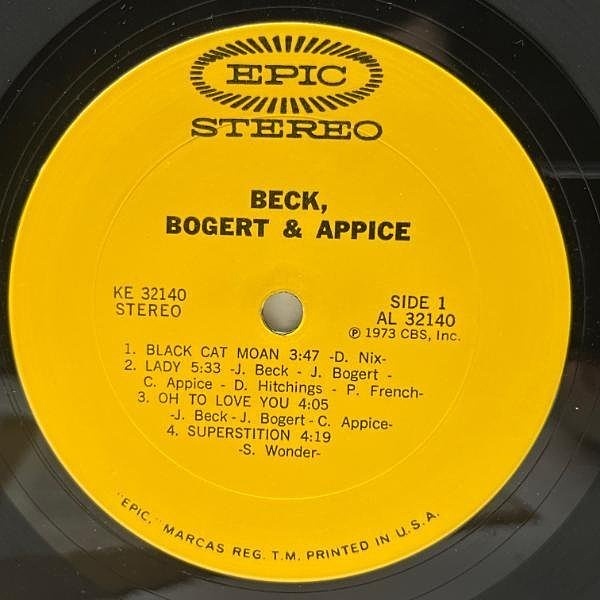 EPIC
STEREO
BECK,
BOGERT & APPICE
KE 32140
STEREO
SIDE 1
AL 32140
℗ 1973 CBS, Inc.
1. BLACK CAT MOAN 3:47 -D. Nix-
2. LADY 5:33 -J. Beck - J. Bogert -
C. Appice - D. Hitchings - P. French-
3. OH TO LOVE YOU 4:05
-J. Beck - J. Bogert - C. Appice-
4. SUPERSTITION 4:19
-S. Wonder-
"EPIC," MARCAS REG. T.M. PRINTED IN U.S.A.